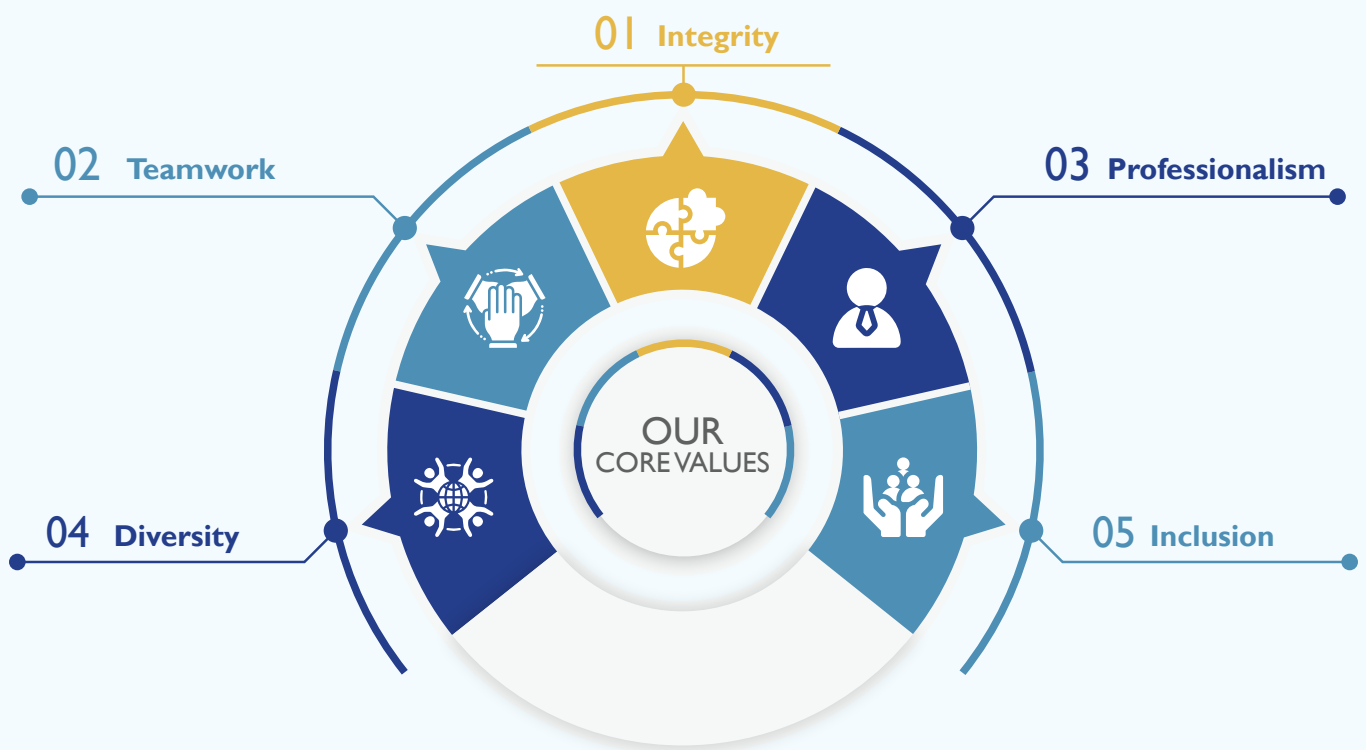 01 Integrity
02 Teamwork
03 Professionalism
OUR
CORE VALUES
04 Diversity
05 Inclusion